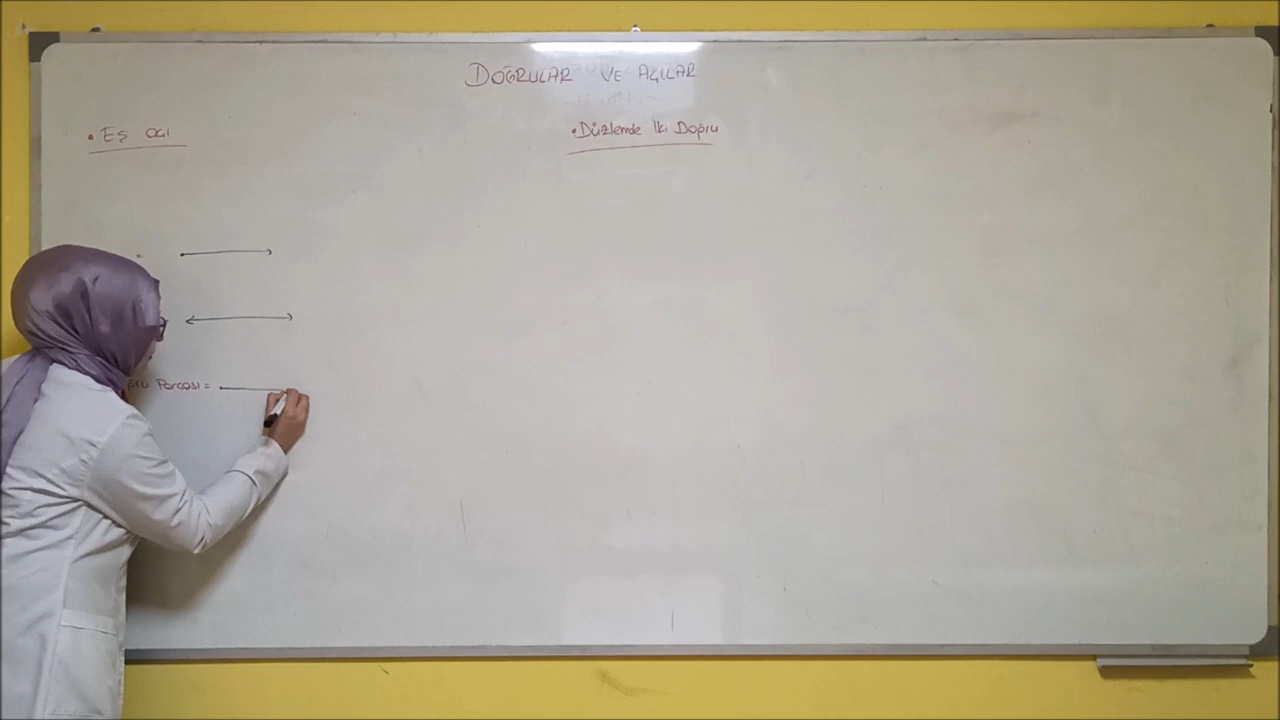 DOĞRULAR VE AÇILAR
• Eş açı
• Düzlemde İki Doğru
=
Parçası =